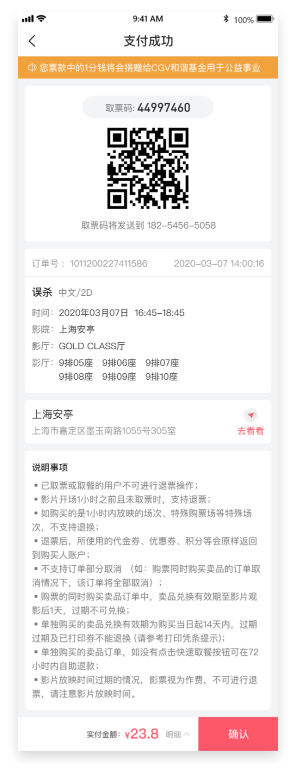 9:41 AM
100%
支付成功
您票款中的1分钱将会捐赠给CGV和谐基金用于公益事业
取票码: 44997460
取票码将发送到 182-5456-5058
订单号： 1011200227411586 2020-03-07 14:00:16
误杀 中文/2D
时间：2020年03月07日 16:45-18:45
影院：上海安亭
影厅：GOLD CLASS厅
影厅：9排05座 9排06座 9排07座
9排08座 9排09座 9排10座
上海安亭
上海市嘉定区墨玉南路1055号305室
去看看
说明事项
▪已取票或取餐的用户不可进行退票操作；
▪影片开场1小时之前且未取票时，支持退票；
▪如购买的是1小时内放映的场次、特殊购票场等特殊场
次，不支持退换；
▪退票后，所使用的代金券、优惠券、积分等会原样返回
到购买人账户；
▪不支持订单部分取消 （如：购票同时购买卖品的订单取
消情况下，该订单将全部取消）；
▪购票的同时购买卖品订单中，卖品兑换有效期至影片观
影后1天，过期不可兑换；
▪单独购买的卖品兑换有效期为购买当日起14天内，过期
过期及已打印券不能退换 (请参考打印凭条提示)；
▪单独购买的卖品订单，如没有点击快速取餐按钮可在72
小时内自助退款；
▪影片放映时间过期的情况，影票视为作费，不可进行退
票，请注意影片放映时间。
实付金额：¥23.8 明细
确认